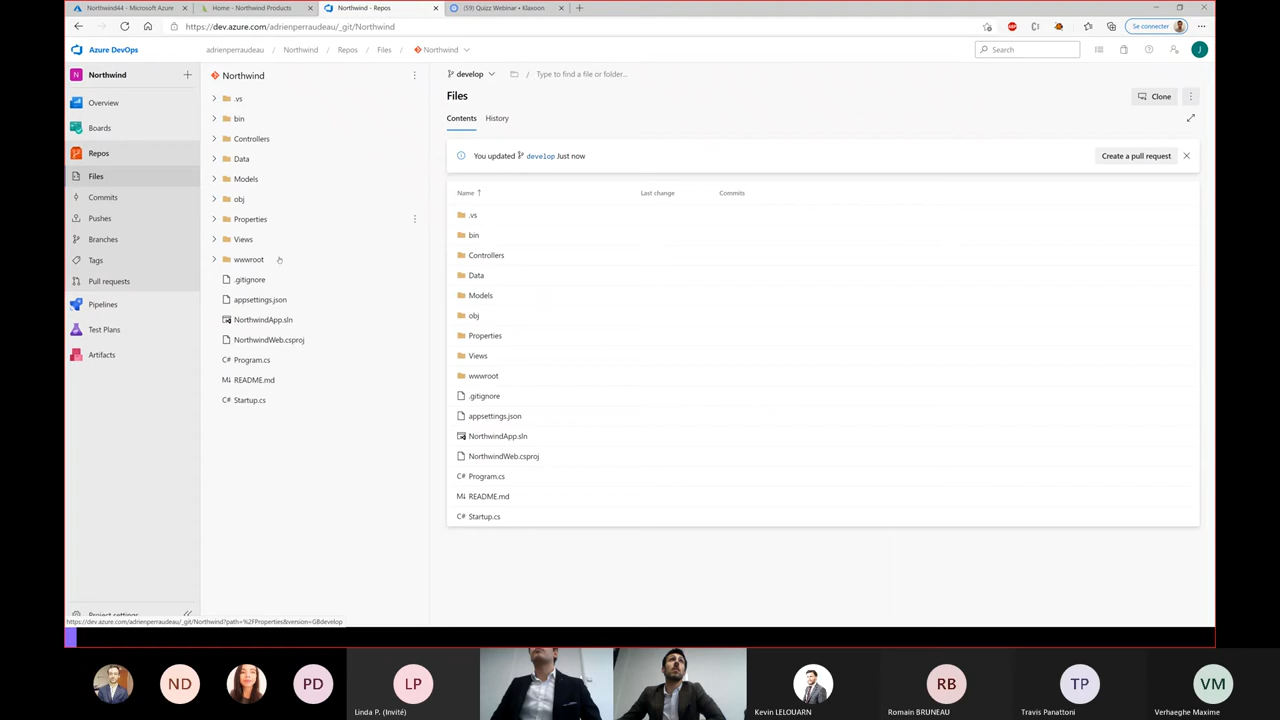 Northwind44 - Microsoft Azure
Home - Northwind Products
Northwind - Repos
(59) Quizz Webinar • Klaxoon
https://dev.azure.com/adrienperraudeau/_git/Northwind
Se connecter
Azure DevOps
adrienperraudeau / Northwind / Repos / Files / Northwind
Search
J
N Northwind
Overview
Boards
Repos
Files
Commits
Pushes
Branches
Tags
Pull requests
Pipelines
Test Plans
Artifacts
Project settings
Northwind
.vs
bin
Controllers
Data
Models
obj
Properties
Views
wwwroot
.gitignore
appsettings.json
NorthwindApp.sln
NorthwindWeb.csproj
C# Program.cs
M↓ README.md
C# Startup.cs
develop / Type to find a file or folder...
Files
Clone
Contents History
You updated develop Just now
Create a pull request
Name ↑ Last change Commits
.vs
bin
Controllers
Data
Models
obj
Properties
Views
wwwroot
.gitignore
appsettings.json
NorthwindApp.sln
NorthwindWeb.csproj
C# Program.cs
M↓ README.md
C# Startup.cs
https://dev.azure.com/adrienperraudeau/_git/Northwind?path=%2FProperties&version=GBdevelop
ND
PD
LP
RB
TP
VM
Linda P. (Invité)
Kevin LELOUARN
Romain BRUNEAU
Travis Panattoni
Verhaeghe Maxime